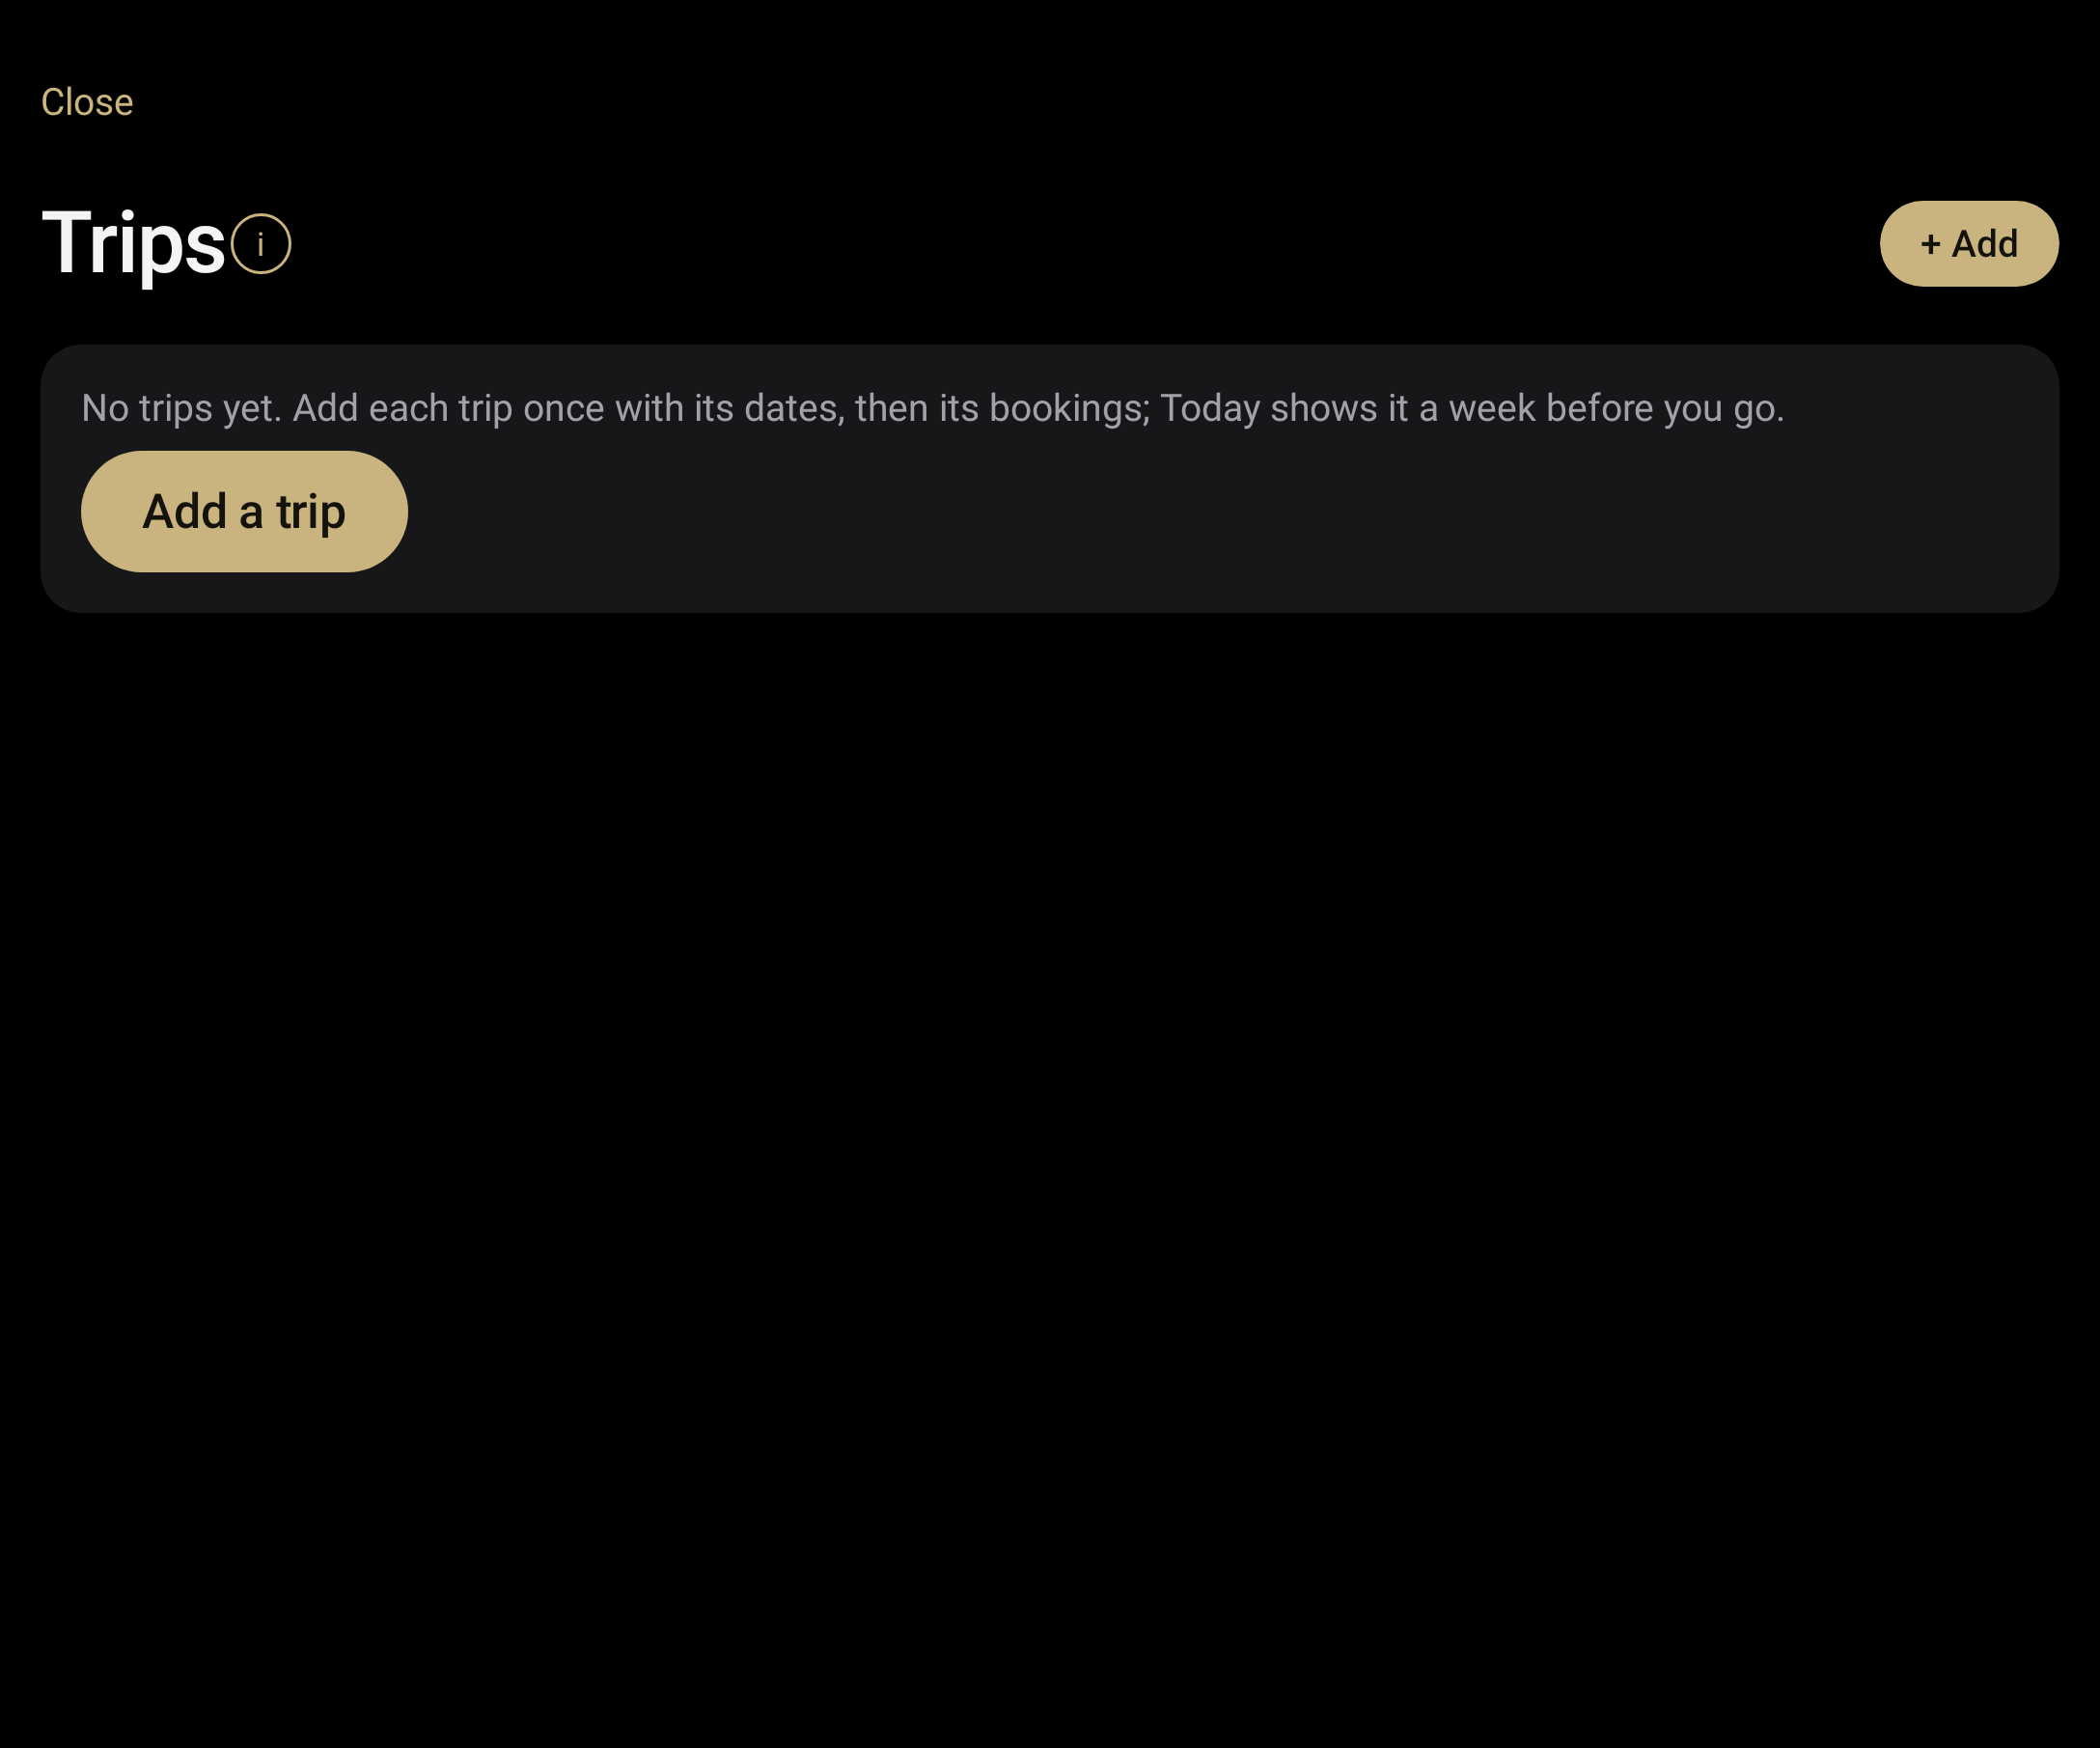 Close
Trips i
+ Add
No trips yet. Add each trip once with its dates, then its bookings; Today shows it a week before you go.
Add a trip